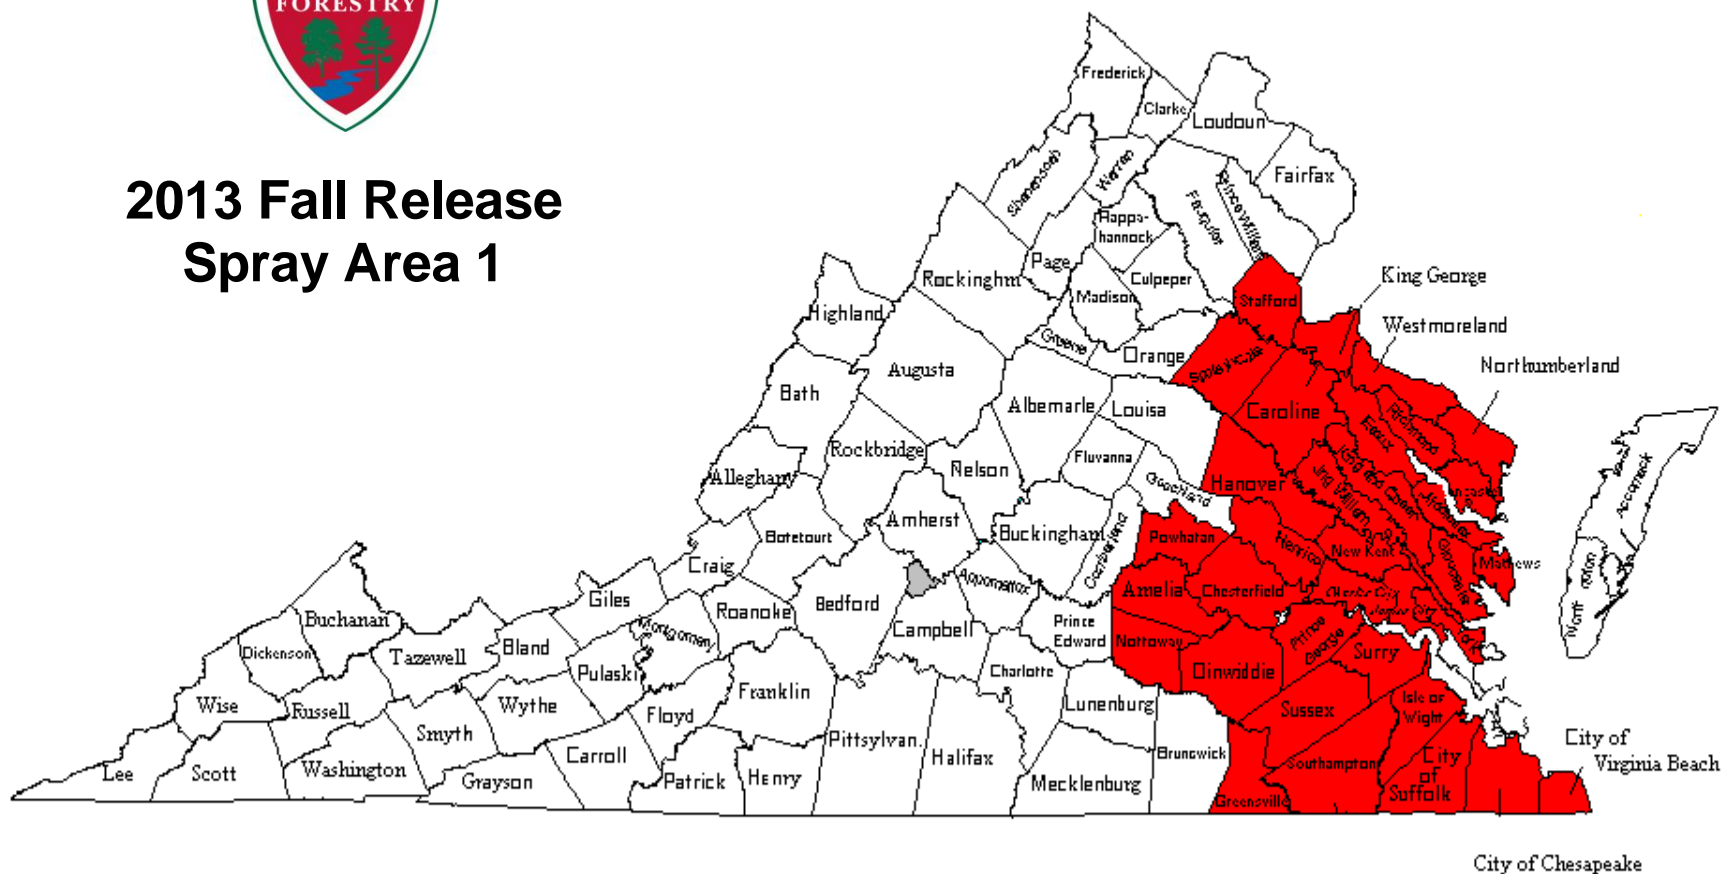 FORESTRY
2013 Fall Release
Spray Area 1
Frederick
Clarke
Loudoun
Shenandoah
Warren
Fairfax
Prince William
Fauquier
Rappa-
hannock
Page
Rockinghm
Culpeper
Madison
Stafford
King George
Highland
Westmoreland
Greene
Orange
Northumberland
Augusta
Bath
Albemarle
Louisa
Caroline
Richmond
Essex
Rockbridge
Fluvanna
Nelson
Alleghany
Goochland
Hanover
King and Queen
King William
Lancaster
Accomack
Middlesex
Amherst
Buckingham
Cumberland
Botetourt
Powhatan
Henrico
New Kent
Gloucester
Mathews
Craig
Appomattox
Amelia
Chesterfield
Charles City
James City
York
North ampton
Giles
Roanoke
Bedford
Campbell
Prince
Edward
Nottoway
Prince
George
Surry
Buchanan
Dickenson
Tazewell
Bland
Montgomery
Pulaski
Charlotte
Dinwiddie
Wise
Russell
Wythe
Franklin
Floyd
Lunenburg
Sussex
Isle of
Wight
Smyth
Pittsylvan.
Halifax
Brunswick
Southampton
City
of
Suffolk
City of
Virginia Beach
Lee
Scott
Washington
Grayson
Carroll
Patrick
Henry
Mecklenburg
Greensville
City of Chesapeake